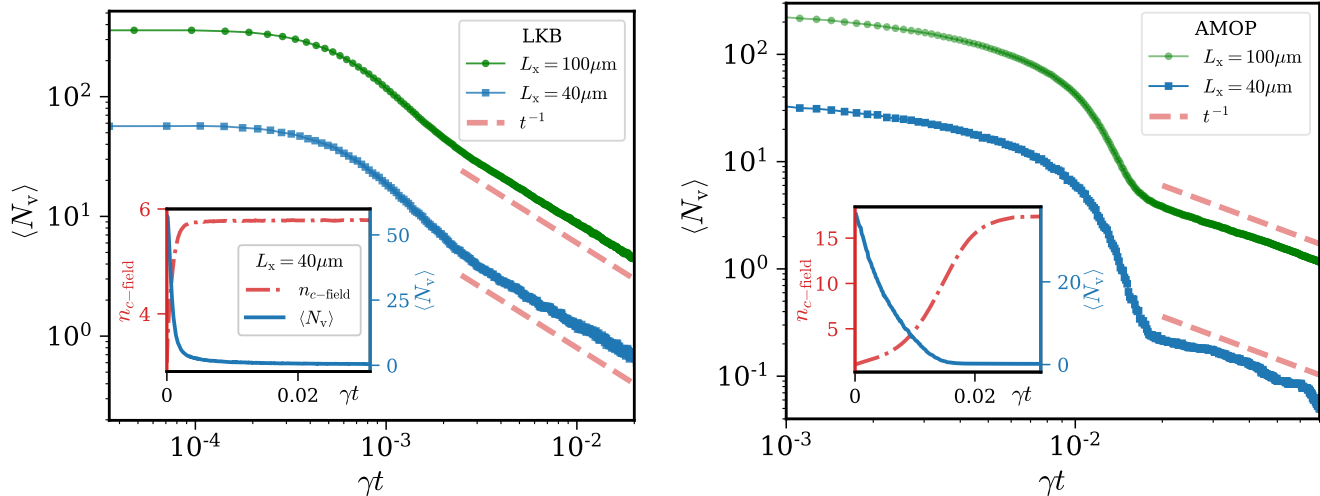 LKB
L_x = 100μm
L_x = 40μm
t^{-1}
⟨N_v⟩
10^2
10^1
10^0
10^{-4}
10^{-3}
10^{-2}
γt
6
4
n_{c−field}
50
25
0
⟨N_v⟩
L_x = 40μm
n_{c−field}
⟨N_v⟩
0
0.02
γt
AMOP
L_x = 100μm
L_x = 40μm
t^{-1}
⟨N_v⟩
10^2
10^1
10^0
10^{-1}
10^{-3}
10^{-2}
γt
15
10
5
n_{c−field}
20
0
⟨N_v⟩
0
0.02
γt